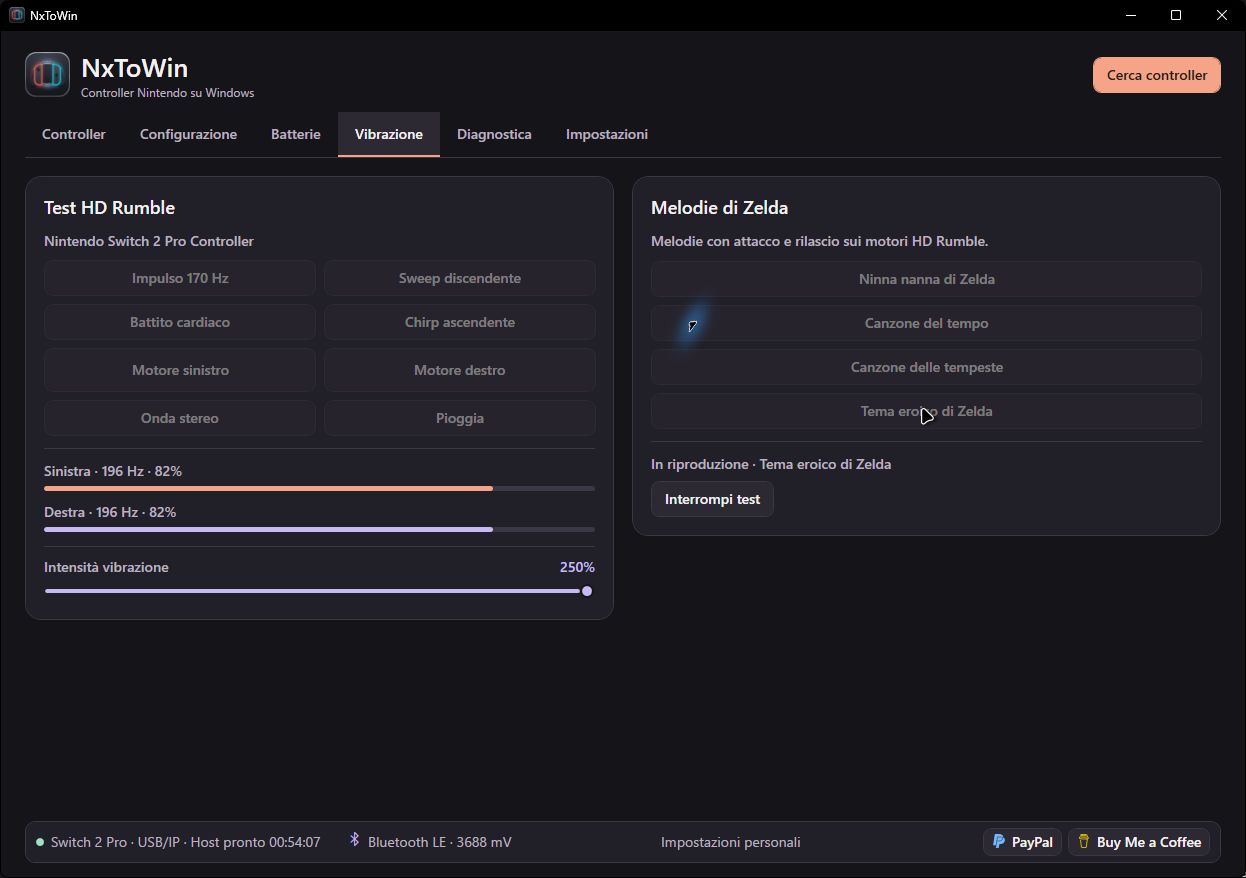 NxToWin
NxToWin
Controller Nintendo su Windows
Cerca controller
Controller
Configurazione
Batterie
Vibrazione
Diagnostica
Impostazioni
Test HD Rumble
Nintendo Switch 2 Pro Controller
Impulso 170 Hz
Sweep discendente
Battito cardiaco
Chirp ascendente
Motore sinistro
Motore destro
Onda stereo
Pioggia
Sinistra · 196 Hz · 82%
Destra · 196 Hz · 82%
Intensità vibrazione
250%
Melodie di Zelda
Melodie con attacco e rilascio sui motori HD Rumble.
Ninna nanna di Zelda
Canzone del tempo
Canzone delle tempeste
Tema eroico di Zelda
In riproduzione · Tema eroico di Zelda
Interrompi test
Switch 2 Pro · USB/IP · Host pronto 00:54:07
Bluetooth LE · 3688 mV
Impostazioni personali
PayPal
Buy Me a Coffee